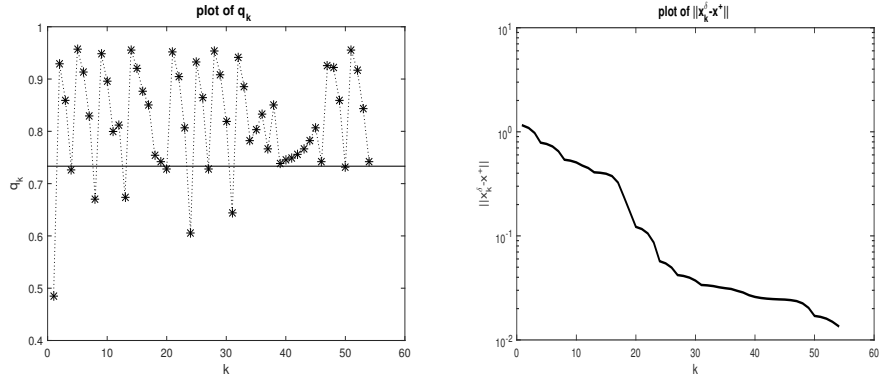 plot of q_k
1
0.9
0.8
0.7
0.6
0.5
0.4
q_k
0 10 20 30 40 50 60
k
plot of ||x_k^δ-x^+||
10^1
10^0
10^-1
10^-2
||x_k^δ-x^+||
0 10 20 30 40 50 60
k